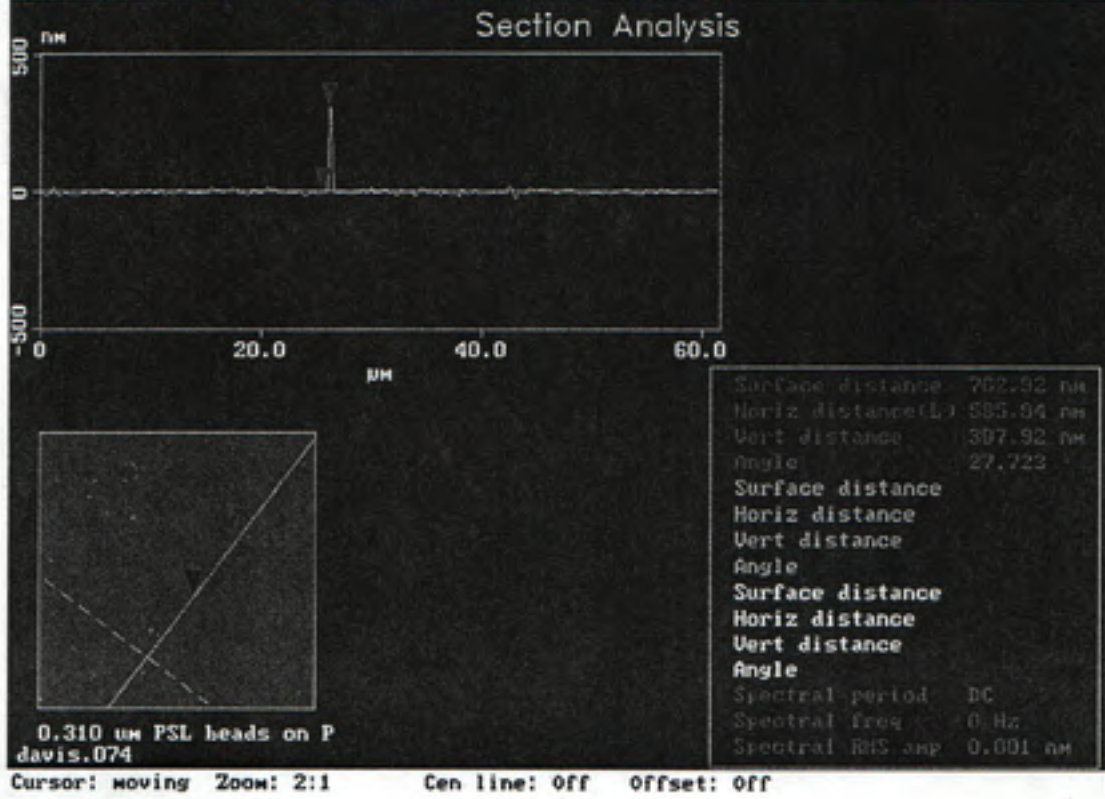 Section Analysis
nM
500
0
-500
0 20.0 40.0 60.0
µM
Surface distance 762.92 nM
Horiz distance(L) 585.84 nM
Vert distance 307.92 nM
Angle 27.723
Surface distance
Horiz distance
Vert distance
Angle
Surface distance
Horiz distance
Vert distance
Angle
Spectral period DC
Spectral freq 0 Hz
Spectral RMS amp 0.001 nM
0.310 uM PSL beads on P
davis.074
Cursor: moving Zoom: 2:1 Cen line: Off Offset: Off